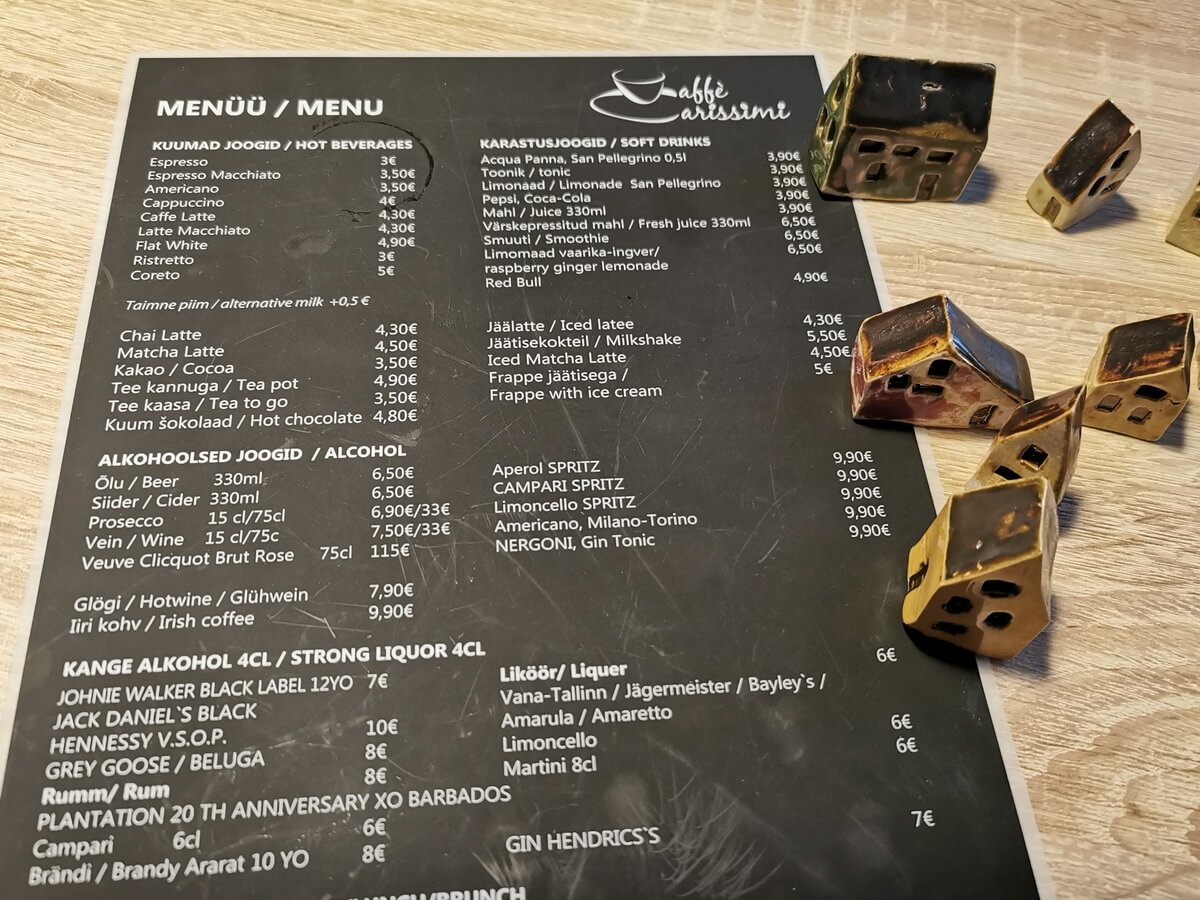 Kaffè
Carissimi
MENÜÜ / MENU
KUUMAD JOOGID / HOT BEVERAGES
Espresso 3€
Espresso Macchiato 3,50€
Americano 3,50€
Cappuccino 4€
Caffe Latte 4,30€
Latte Macchiato 4,30€
Flat White 4,90€
Ristretto 3€
Coreto 5€
Taimne piim / alternative milk +0,5 €
Chai Latte 4,30€
Matcha Latte 4,50€
Kakao / Cocoa 3,50€
Tee kannuga / Tea pot 4,90€
Tee kaasa / Tea to go 3,50€
Kuum šokolaad / Hot chocolate 4,80€
KARASTUSJOOGID / SOFT DRINKS
Acqua Panna, San Pellegrino 0,5l 3,90€
Toonik / tonic 3,90€
Limonaad / Limonade San Pellegrino 3,90€
Pepsi, Coca-Cola 3,90€
Mahl / Juice 330ml 3,90€
Värskepressitud mahl / Fresh juice 330ml 6,50€
Smuuti / Smoothie 6,50€
Limomaad vaarika-ingver/ 6,50€
raspberry ginger lemonade
Red Bull 4,90€
Jäälatte / Iced latee 4,30€
Jäätisekokteil / Milkshake 5,50€
Iced Matcha Latte 4,50€
Frappe jäätisega / 5€
Frappe with ice cream
ALKOHOOLSED JOOGID / ALCOHOL
Õlu / Beer 330ml 6,50€
Siider / Cider 330ml 6,50€
Prosecco 15 cl/75cl 6,90€/33€
Vein / Wine 15 cl/75c 7,50€/33€
Veuve Clicquot Brut Rose 75cl 115€
Glögi / Hotwine / Glühwein 7,90€
Iiri kohv / Irish coffee 9,90€
Aperol SPRITZ 9,90€
CAMPARI SPRITZ 9,90€
Limoncello SPRITZ 9,90€
Americano, Milano-Torino 9,90€
NERGONI, Gin Tonic 9,90€
KANGE ALKOHOL 4CL / STRONG LIQUOR 4CL
JOHNIE WALKER BLACK LABEL 12YO 7€
JACK DANIEL`S BLACK
HENNESSY V.S.O.P. 10€
GREY GOOSE / BELUGA 8€
Rumm/ Rum 8€
PLANTATION 20 TH ANNIVERSARY XO BARBADOS
Campari 6cl 6€
Brändi / Brandy Ararat 10 YO 8€
Liköör/ Liquer 6€
Vana-Tallinn / Jägermeister / Bayley`s /
Amarula / Amaretto
Limoncello 6€
Martini 8cl 6€
GIN HENDRICS`S 7€
LUNCH/BRUNCH